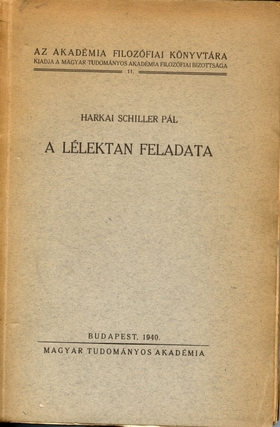 AZ AKADÉMIA FILOZÓFIAI KÖNYVTÁRA
KIADJA A MAGYAR TUDOMÁNYOS AKADÉMIA FILOZÓFIAI BIZOTTSÁGA
11.
HARKAI SCHILLER PÁL
A LÉLEKTAN FELADATA
BUDAPEST, 1940.
MAGYAR TUDOMÁNYOS AKADÉMIA